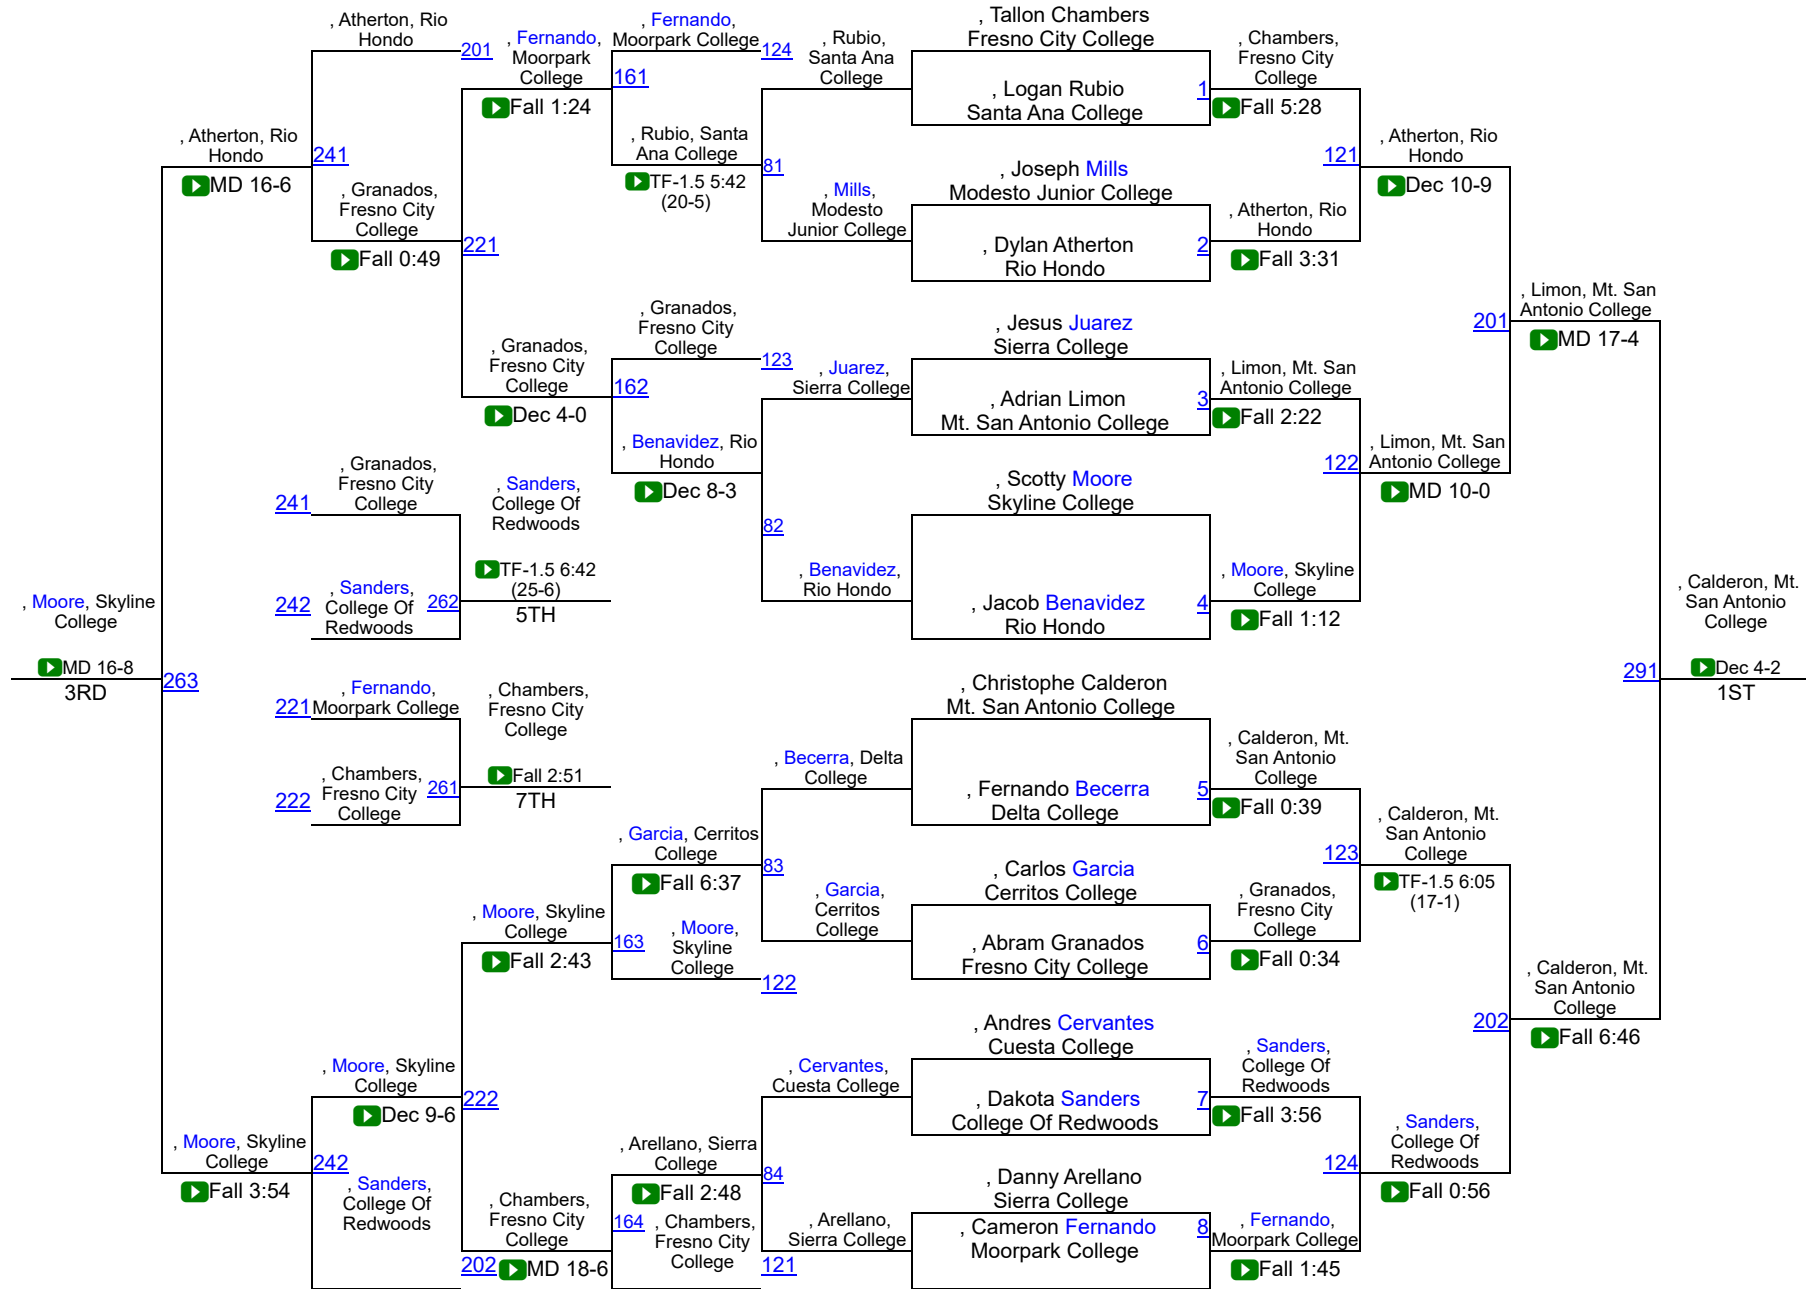 , Atherton, Rio
Hondo
201
, Fernando,
Moorpark
College
Fall 1:24
, Fernando,
Moorpark College
124
161
, Rubio,
Santa Ana
College
, Tallon Chambers
Fresno City College
, Logan Rubio
Santa Ana College
1
, Chambers,
Fresno City
College
Fall 5:28
, Atherton, Rio
Hondo
MD 16-6
241
, Granados,
Fresno City
College
Fall 0:49
221
, Rubio, Santa
Ana College
TF-1.5 5:42
(20-5)
81
, Mills,
Modesto
Junior College
, Joseph Mills
Modesto Junior College
, Dylan Atherton
Rio Hondo
2
, Atherton, Rio
Hondo
Fall 3:31
121
, Atherton, Rio
Hondo
Dec 10-9
, Granados,
Fresno City
College
Dec 4-0
, Granados,
Fresno City
College
123
162
, Juarez,
Sierra College
, Jesus Juarez
Sierra College
, Adrian Limon
Mt. San Antonio College
3
, Limon, Mt. San
Antonio College
Fall 2:22
201
, Limon, Mt. San
Antonio College
MD 17-4
, Granados,
Fresno City
College
241
, Sanders,
College Of
Redwoods
, Benavidez, Rio
Hondo
Dec 8-3
82
, Scotty Moore
Skyline College
122
, Limon, Mt. San
Antonio College
MD 10-0
242
, Sanders,
College Of
Redwoods
262
TF-1.5 6:42
(25-6)
5TH
, Benavidez,
Rio Hondo
, Jacob Benavidez
Rio Hondo
4
, Moore, Skyline
College
Fall 1:12
, Moore, Skyline
College
MD 16-8
3RD
263
221
, Fernando,
Moorpark College
, Chambers,
Fresno City
College
, Christophe Calderon
Mt. San Antonio College
291
, Calderon, Mt.
San Antonio
College
Dec 4-2
1ST
222
, Chambers,
Fresno City
College
261
Fall 2:51
7TH
, Becerra, Delta
College
, Fernando Becerra
Delta College
5
, Calderon, Mt.
San Antonio
College
Fall 0:39
, Garcia, Cerritos
College
Fall 6:37
83
, Garcia,
Cerritos
College
, Carlos Garcia
Cerritos College
, Abram Granados
Fresno City College
6
, Granados,
Fresno City
College
Fall 0:34
123
, Calderon, Mt.
San Antonio
College
TF-1.5 6:05
(17-1)
, Moore, Skyline
College
Fall 2:43
163
, Moore,
Skyline
College
122
, Moore, Skyline
College
Dec 9-6
222
, Cervantes,
Cuesta College
, Andres Cervantes
Cuesta College
, Dakota Sanders
College Of Redwoods
7
, Sanders,
College Of
Redwoods
Fall 3:56
202
, Calderon, Mt.
San Antonio
College
Fall 6:46
, Moore, Skyline
College
Fall 3:54
242
, Sanders,
College Of
Redwoods
202
, Chambers,
Fresno City
College
MD 18-6
, Arellano, Sierra
College
Fall 2:48
164
, Chambers,
Fresno City
College
84
121
, Arellano,
Sierra College
, Danny Arellano
Sierra College
, Cameron Fernando
Moorpark College
8
, Fernando,
Moorpark College
Fall 1:45
124
, Sanders,
College Of
Redwoods
Fall 0:56